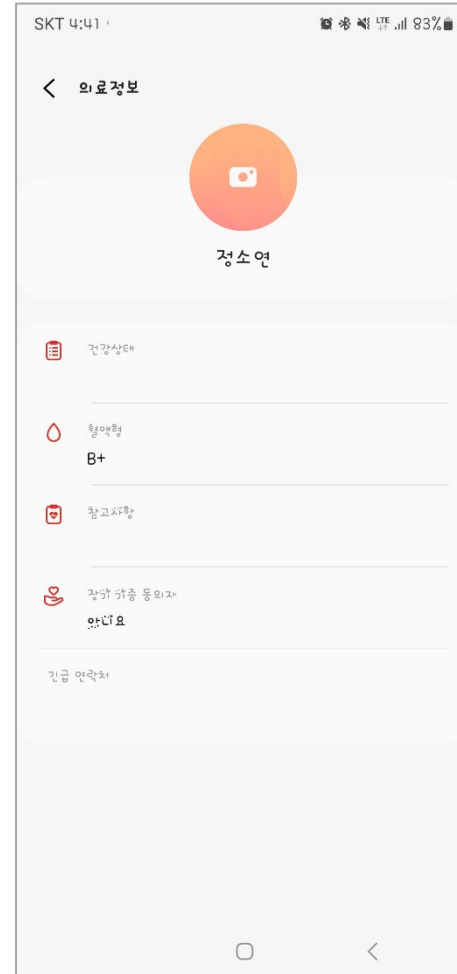 SKT 4:41
LTE 83%
의료정보
정소연
건강상태
혈액형
B+
참고사항
장기 기증 동의자
아니요
긴급 연락처